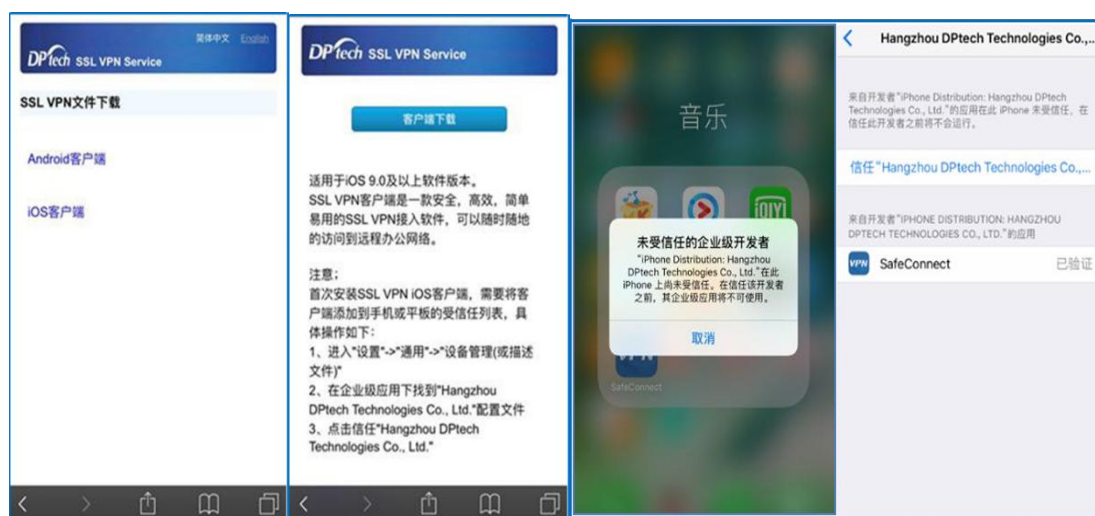 简体中文 English
DPtech SSL VPN Service
SSL VPN文件下载
Android客户端
iOS客户端
DPtech SSL VPN Service
客户端下载
适用于iOS 9.0及以上软件版本。
SSL VPN客户端是一款安全，高效，简单
易用的SSL VPN接入软件，可以随时随地
的访问到远程办公网络。
注意：
首次安装SSL VPN iOS客户端，需要将客
户端添加到手机或平板的受信任列表，具
体操作如下：
1、进入"设置"->"通用"->"设备管理(或描述
文件)"
2、在企业级应用下找到"Hangzhou
DPtech Technologies Co., Ltd."配置文件
3、点击信任"Hangzhou DPtech
Technologies Co., Ltd."
音乐
iQIYI
未受信任的企业级开发者
"iPhone Distribution: Hangzhou
DPtech Technologies Co., Ltd."在此
iPhone 上尚未受信任。在信任该开发者
之前，其企业级应用将不可使用。
取消
VPN
SafeConnect
Hangzhou DPtech Technologies Co.,...
来自开发者"iPhone Distribution: Hangzhou DPtech
Technologies Co., Ltd."的应用在此 iPhone 未受信任，在
信任此开发者之前将不会运行。
信任"Hangzhou DPtech Technologies Co.,...
来自开发者"IPHONE DISTRIBUTION: HANGZHOU
DPTECH TECHNOLOGIES CO., LTD."的应用
VPN SafeConnect 已验证